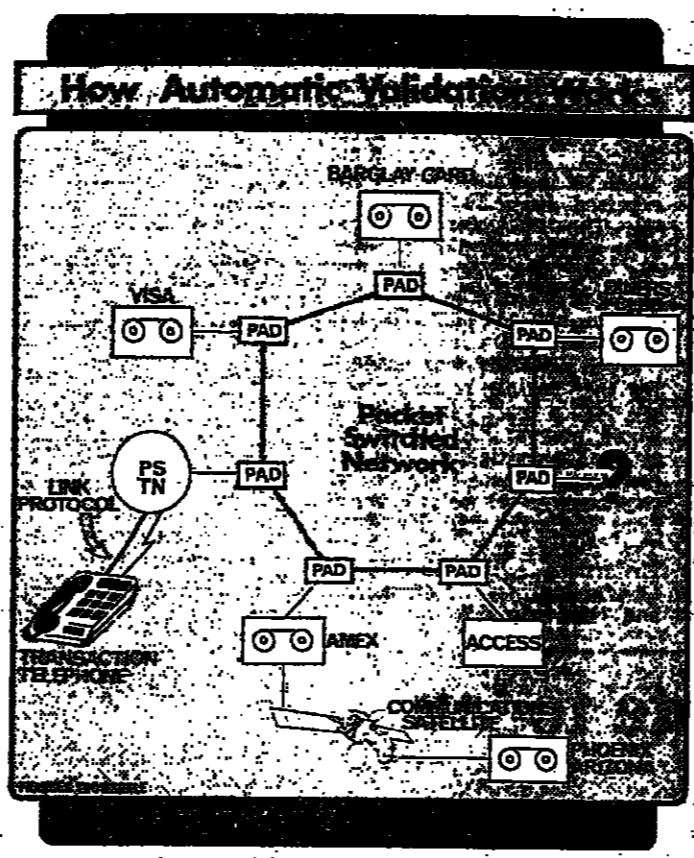 How Automatic Validation Works
BARCLAY CARD
VISA
PAD
PAD
PAD
DINERS
Packet
Switched
Network
PS
TN
PAD
PAD
LINK
PROTOCOL
PAD
PAD
AMEX
ACCESS
TRANSACTION
TELEPHONE
COMMUNICATIONS
SATELLITE
PHOENIX
ARIZONA